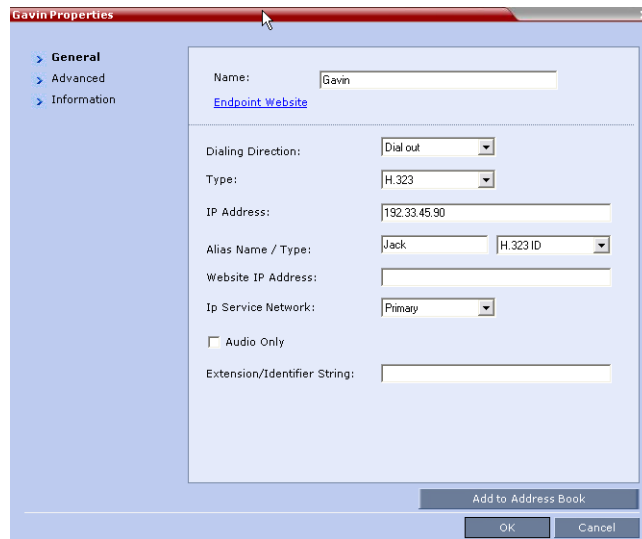 Gavin Properties
General
Advanced
Information
Name: Gavin
Endpoint Website
Dialing Direction: Dial out
Type: H.323
IP Address: 192.33.45.90
Alias Name / Type: Jack H.323 ID
Website IP Address:
Ip Service Network: Primary
Audio Only
Extension/Identifier String:
Add to Address Book
OK Cancel